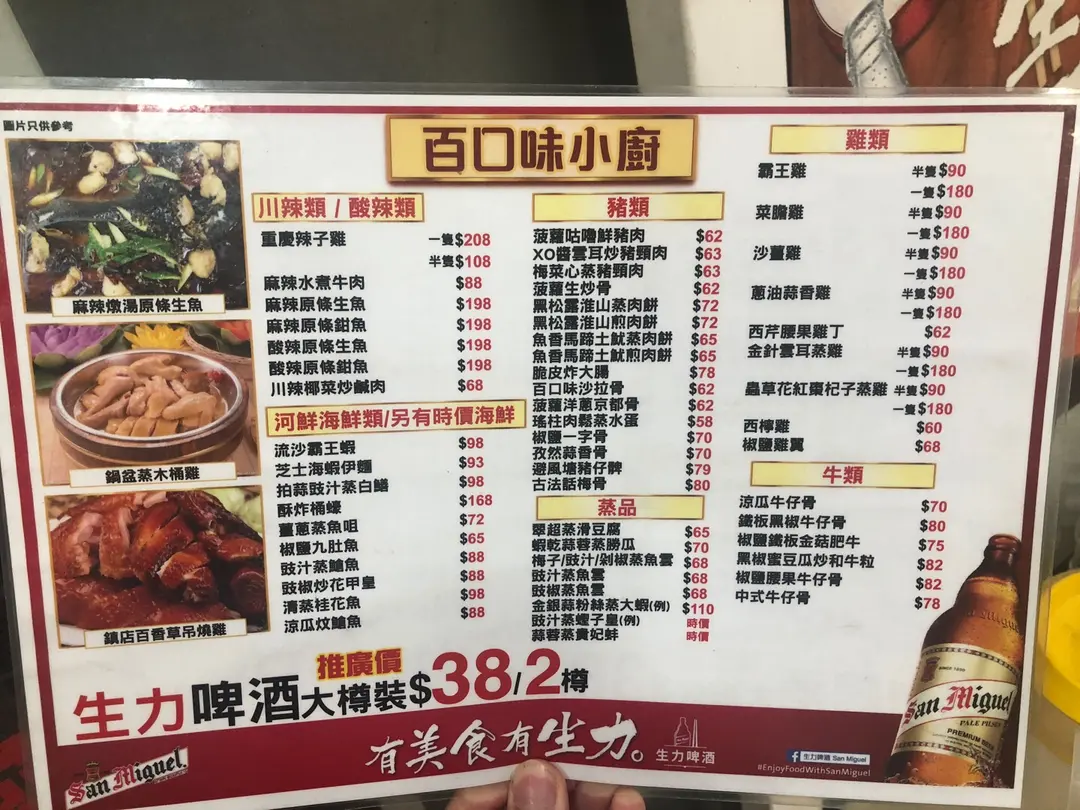 圖片只供參考
百口味小廚
麻辣燉湯原條生魚
鍋盆蒸木桶雞
鎮店百香草吊燒雞
川辣類 / 酸辣類
重慶辣子雞 一隻$208
半隻$108
麻辣水煮牛肉 $88
麻辣原條生魚 $198
麻辣原條鉗魚 $198
酸辣原條生魚 $198
酸辣原條鉗魚 $198
川辣椰菜炒鹹肉 $68
河鮮海鮮類/另有時價海鮮
流沙霸王蝦 $98
芝士海蝦伊麵 $93
拍蒜豉汁蒸白鱔 $98
酥炸桶蠔 $168
薑蔥蒸魚咀 $72
椒鹽九肚魚 $65
豉汁蒸鯧魚 $88
豉椒炒花甲皇 $88
清蒸桂花魚 $98
涼瓜炆鯧魚 $88
豬類
菠蘿咕嚕鮮豬肉 $62
XO醬雲耳炒豬頸肉 $63
梅菜心蒸豬頸肉 $63
菠蘿生炒骨 $62
黑松露淮山蒸肉餅 $72
黑松露淮山煎肉餅 $72
魚香馬蹄土魷蒸肉餅 $65
魚香馬蹄土魷煎肉餅 $65
脆皮炸大腸 $78
百口味沙拉骨 $62
菠蘿洋蔥京都骨 $62
瑤柱肉鬆蒸水蛋 $58
椒鹽一字骨 $70
孜然蒜香骨 $70
避風塘豬仔髀 $79
古法話梅骨 $80
蒸品
翠超蒸滑豆腐 $65
蝦乾蒜蓉蒸勝瓜 $70
梅子/豉汁/剁椒蒸魚雲 $68
豉汁蒸魚雲 $68
豉椒蒸魚雲 $68
金銀蒜粉絲蒸大蝦(例) $110
豉汁蒸蟶子皇(例) 時價
蒜蓉蒸貴妃蚌 時價
雞類
霸王雞 半隻$90
一隻$180
菜膽雞 半隻$90
一隻$180
沙薑雞 半隻$90
一隻$180
蔥油蒜香雞 半隻$90
一隻$180
西芹腰果雞丁 $62
金針雲耳蒸雞 半隻$90
一隻$180
蟲草花紅棗杞子蒸雞 半隻$90
一隻$180
西檸雞 $60
椒鹽雞翼 $68
牛類
涼瓜牛仔骨 $70
鐵板黑椒牛仔骨 $80
椒鹽鐵板金菇肥牛 $75
黑椒蜜豆瓜炒和牛粒 $82
椒鹽腰果牛仔骨 $82
中式牛仔骨 $78
推廣價
生力啤酒大樽裝$38/2樽
San Miguel
有美食有生力。
生力啤酒
生力啤酒 San Miguel
#EnjoyFoodWithSanMiguel
San Miguel
PALE PILSEN
PREMIUM BEER